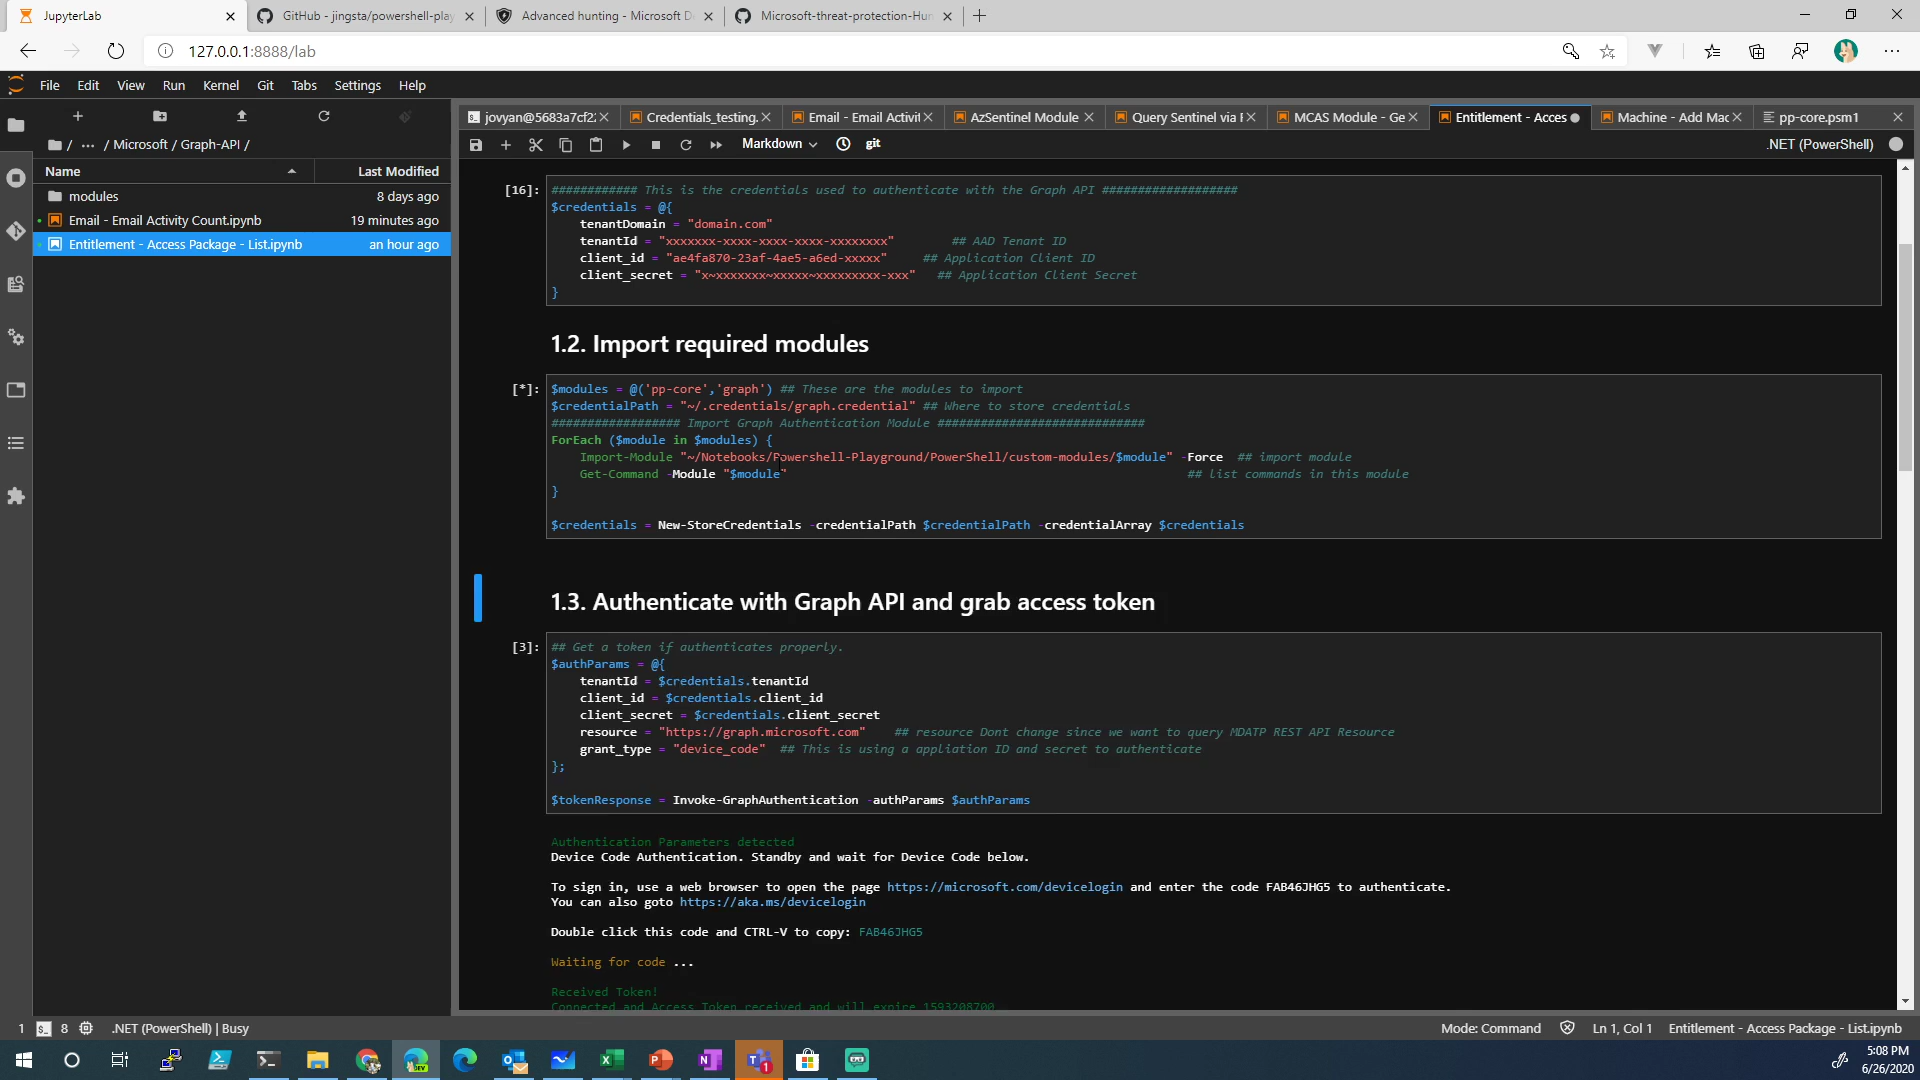 JupyterLab
GitHub - jingsta/powershell-play
Advanced hunting - Microsoft De
Microsoft-threat-protection-Hun
127.0.0.1:8888/lab
File Edit View Run Kernel Git Tabs Settings Help
jovyan@5683a7cf2
Credentials_testing.
Email - Email Activit
AzSentinel Module
Query Sentinel via
MCAS Module - Ge
Entitlement - Acces
Machine - Add Mac
pp-core.psm1
/ ··· / Microsoft / Graph-API /
Markdown
git
.NET (PowerShell)
Name Last Modified
modules 8 days ago
Email - Email Activity Count.ipynb 19 minutes ago
Entitlement - Access Package - List.ipynb an hour ago
[16]: ############ This is the credentials used to authenticate with the Graph API ###################
$credentials = @{
tenantDomain = "domain.com"
tenantId = "xxxxxxx-xxxx-xxxx-xxxx-xxxxxxxx" ## AAD Tenant ID
client_id = "ae4fa870-23af-4ae5-a6ed-xxxxx" ## Application Client ID
client_secret = "x~xxxxxxx~xxxxx~xxxxxxxxx-xxx" ## Application Client Secret
}
1.2. Import required modules
[*]: $modules = @('pp-core','graph') ## These are the modules to import
$credentialPath = "~/.credentials/graph.credential" ## Where to store credentials
################## Import Graph Authentication Module #############################
ForEach ($module in $modules) {
Import-Module "~/Notebooks/Powershell-Playground/PowerShell/custom-modules/$module" -Force ## import module
Get-Command -Module "$module" ## list commands in this module
}
$credentials = New-StoreCredentials -credentialPath $credentialPath -credentialArray $credentials
1.3. Authenticate with Graph API and grab access token
[3]: ## Get a token if authenticates properly.
$authParams = @{
tenantId = $credentials.tenantId
client_id = $credentials.client_id
client_secret = $credentials.client_secret
resource = "https://graph.microsoft.com" ## resource Dont change since we want to query MDATP REST API Resource
grant_type = "device_code" ## This is using a appliation ID and secret to authenticate
};
$tokenResponse = Invoke-GraphAuthentication -authParams $authParams
Authentication Parameters detected
Device Code Authentication. Standby and wait for Device Code below.
To sign in, use a web browser to open the page https://microsoft.com/devicelogin and enter the code FAB46JHG5 to authenticate.
You can also goto https://aka.ms/devicelogin
Double click this code and CTRL-V to copy: FAB46JHG5
Waiting for code ...
Received Token!
Connected and Access Token received and will expire 1593208700
1 8 .NET (PowerShell) | Busy
Mode: Command
Ln 1, Col 1
Entitlement - Access Package - List.ipynb
5:08 PM
6/26/2020